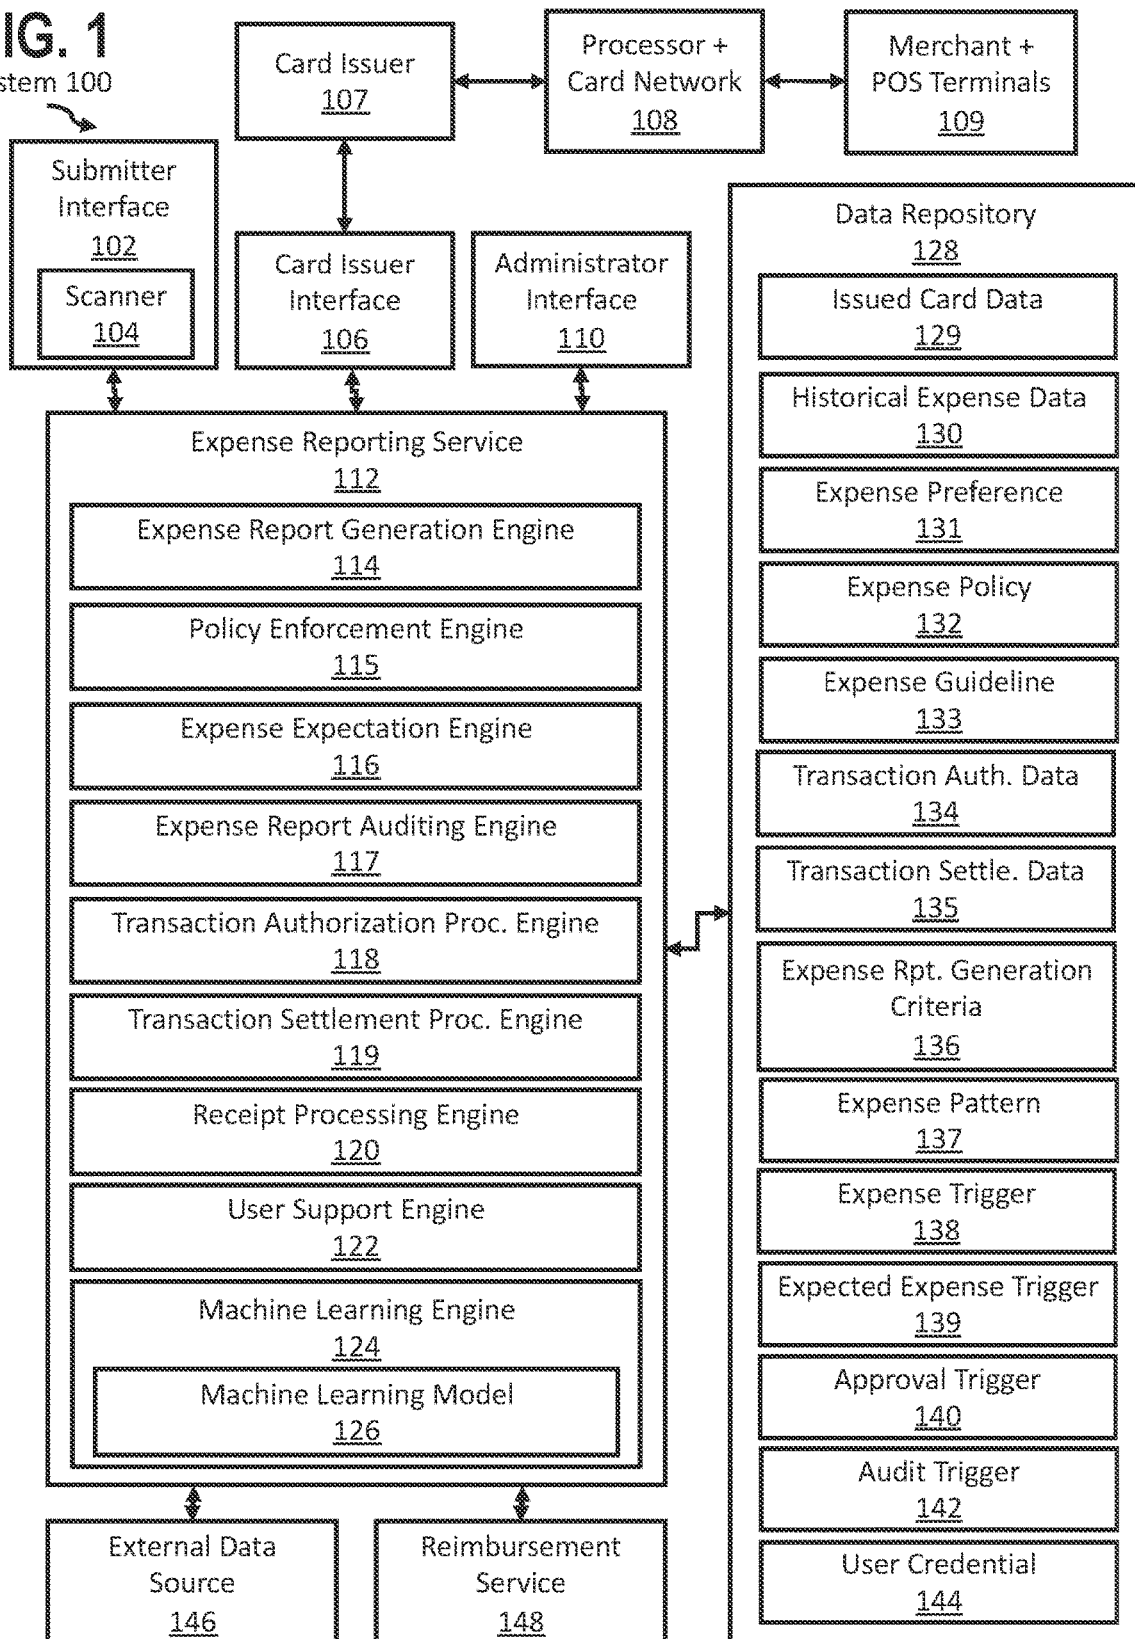 IG. 1
stem 100
Card Issuer
107
Processor +
Card Network
108
Merchant +
POS Terminals
109
Submitter
Interface
102
Scanner
104
Card Issuer
Interface
106
Administrator
Interface
110
Expense Reporting Service
112
Expense Report Generation Engine
114
Policy Enforcement Engine
115
Expense Expectation Engine
116
Expense Report Auditing Engine
117
Transaction Authorization Proc. Engine
118
Transaction Settlement Proc. Engine
119
Receipt Processing Engine
120
User Support Engine
122
Machine Learning Engine
124
Machine Learning Model
126
External Data
Source
146
Reimbursement
Service
148
Data Repository
128
Issued Card Data
129
Historical Expense Data
130
Expense Preference
131
Expense Policy
132
Expense Guideline
133
Transaction Auth. Data
134
Transaction Settle. Data
135
Expense Rpt. Generation
Criteria
136
Expense Pattern
137
Expense Trigger
138
Expected Expense Trigger
139
Approval Trigger
140
Audit Trigger
142
User Credential
144